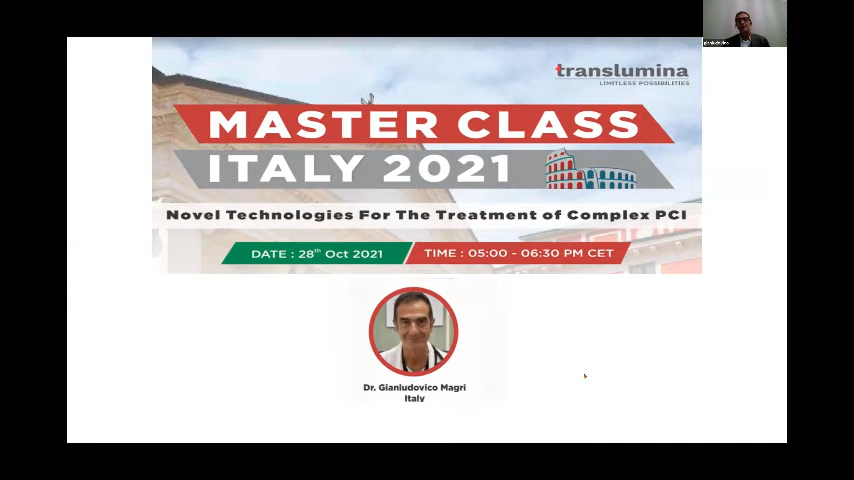 translumina
LIMITLESS POSSIBILITIES
MASTER CLASS
ITALY 2021
Novel Technologies For The Treatment of Complex PCI
DATE : 28th Oct 2021
TIME : 05:00 - 06:30 PM CET
Dr. Gianludovico Magri
Italy